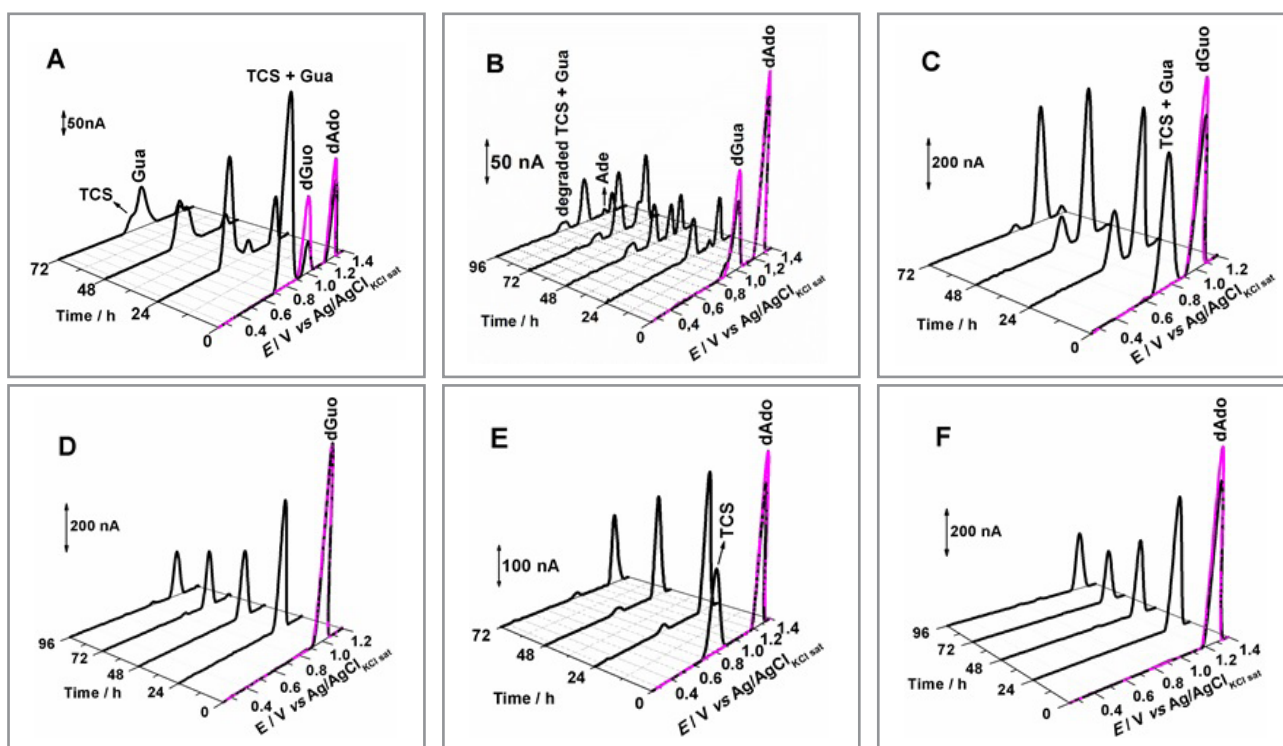 A
TCS + Gua
50nA
dAdo
Gua
dGuo
TCS
72
48
24
0
0.4
0.6
0.8
1.0
1.2
1.4
Time / h
E / V vs Ag/AgCl KCl sat
B
degraded TCS + Gua
dAdo
50 nA
Ade
dGua
96
72
48
24
0
0,4
0,6
0,8
1,0
1,2
1,4
Time / h
E / V vs Ag/AgCl KCl sat
C
dGuo
TCS + Gua
200 nA
72
48
24
0
0.4
0.6
0.8
1.0
1.2
Time / h
E / V vs Ag/AgCl KCl sat
D
dGuo
200 nA
96
72
48
24
0
0.4
0.6
0.8
1.0
1.2
Time / h
E / V vs Ag/AgCl KCl sat
E
dAdo
TCS
100 nA
72
48
24
0
0.4
0.6
0.8
1.0
1.2
1.4
Time / h
E / V vs Ag/AgCl KCl sat
F
dAdo
200 nA
96
72
48
24
0
0.4
0.6
0.8
1.0
1.2
1.4
Time / h
E / V vs Ag/AgCl KCl sat